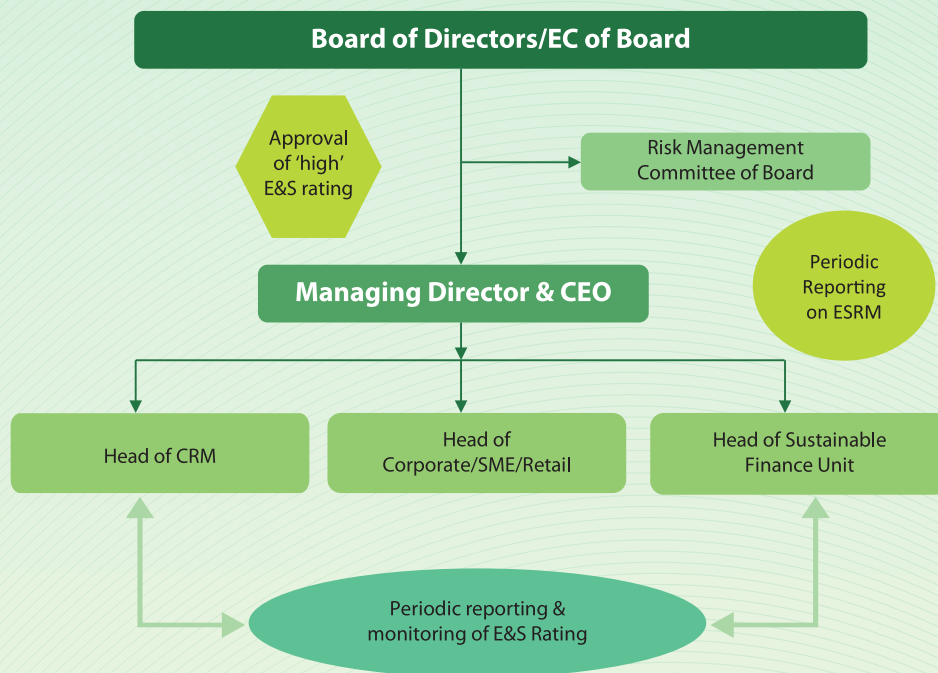 Board of Directors/EC of Board
Approval
of ‘high’
E&S rating
Risk Management
Committee of Board
Periodic
Reporting
on ESRM
Managing Director & CEO
Head of CRM
Head of
Corporate/SME/Retail
Head of Sustainable
Finance Unit
Periodic reporting &
monitoring of E&S Rating